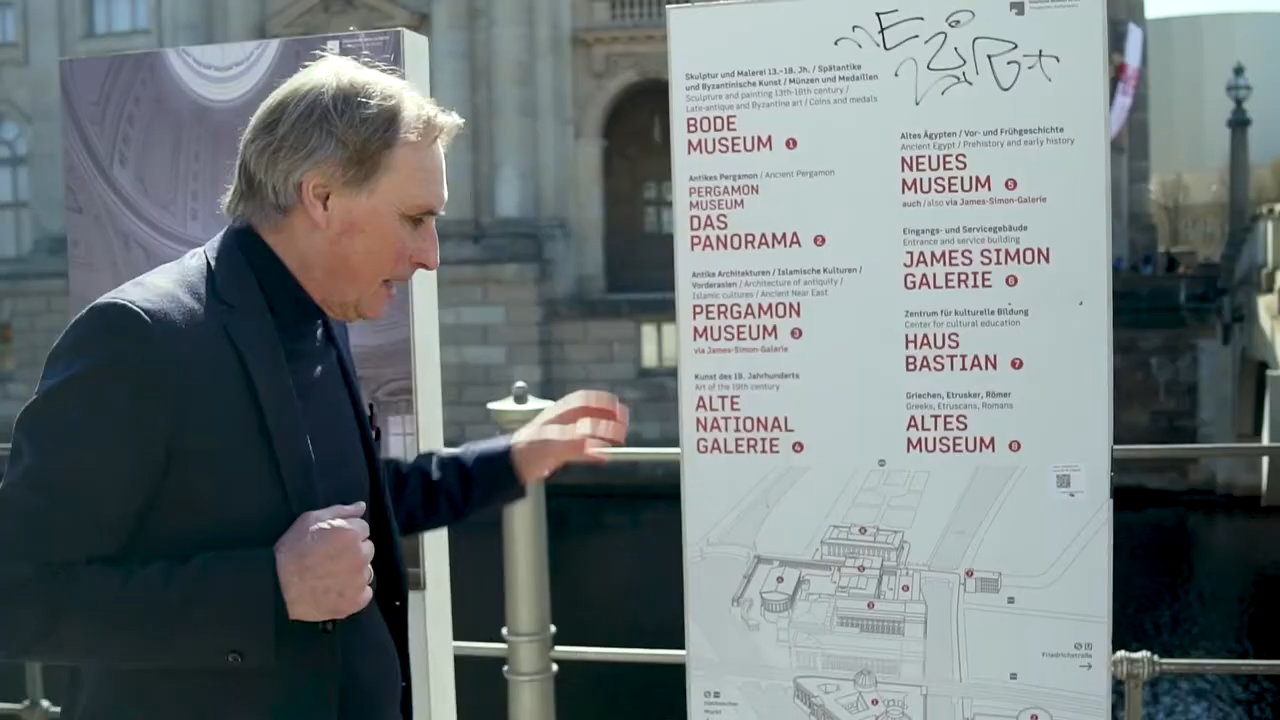 Skulptur und Malerei 13.-18. Jh. / Spätantike
und Byzantinische Kunst / Münzen und Medaillen
Sculpture and painting 13th-18th century /
Late-antique and Byzantine art / Coins and medals
BODE
MUSEUM 1
Antikes Pergamon / Ancient Pergamon
PERGAMON
MUSEUM
DAS
PANORAMA 2
Antike Architekturen / Islamische Kulturen /
Vorderasien / Architecture of antiquity /
Islamic cultures / Ancient Near East
PERGAMON
MUSEUM 3
via James-Simon-Galerie
Kunst des 19. Jahrhunderts
Art of the 19th century
ALTE
NATIONAL
GALERIE 4
Altes Ägypten / Vor- und Frühgeschichte
Ancient Egypt / Prehistory and early history
NEUES
MUSEUM 5
auch / also via James-Simon-Galerie
Eingangs- und Servicegebäude
Entrance and service building
JAMES SIMON
GALERIE 6
Zentrum für kulturelle Bildung
Center for cultural education
HAUS
BASTIAN 7
Griechen, Etrusker, Römer
Greeks, Etruscans, Romans
ALTES
MUSEUM 8
Friedrichstraße
Hackescher
Markt